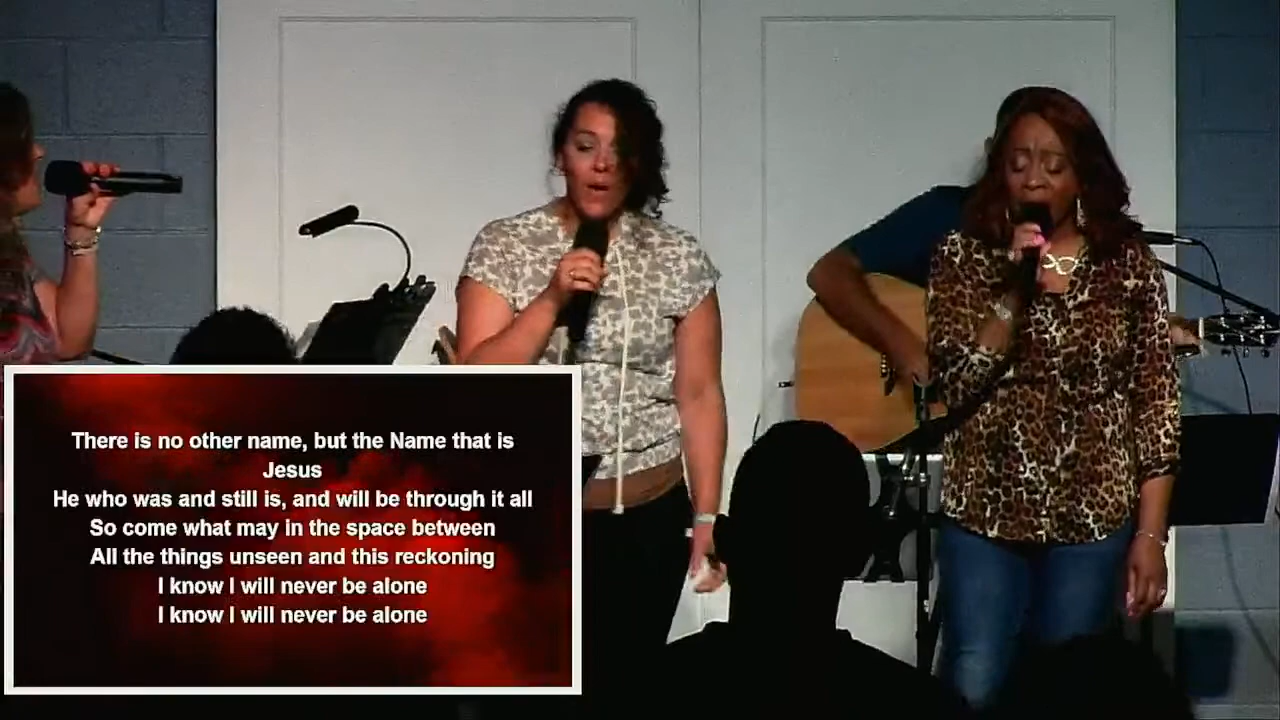 There is no other name, but the Name that is
Jesus
He who was and still is, and will be through it all
So come what may in the space between
All the things unseen and this reckoning
I know I will never be alone
I know I will never be alone